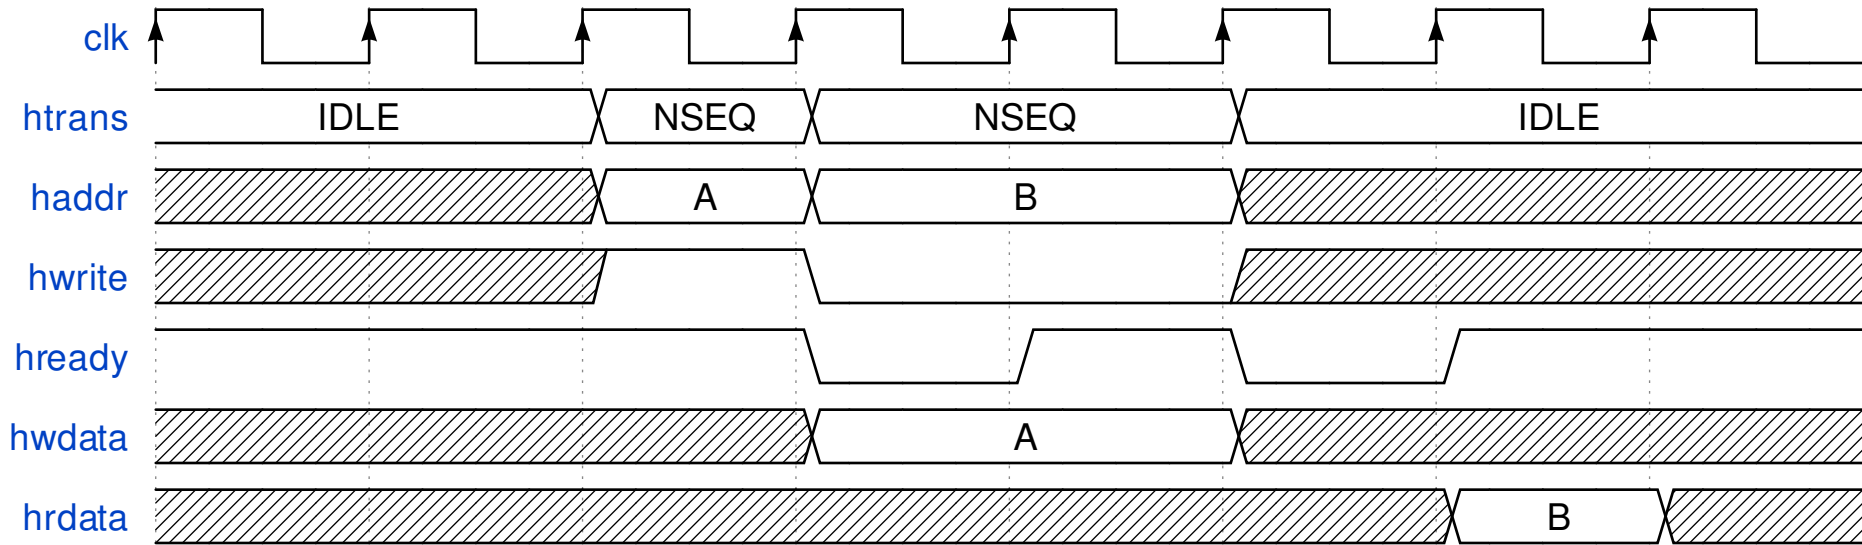 clk
htrans IDLE NSEQ NSEQ IDLE
haddr A B
hwrite
hready
hwdata A
hrdata B